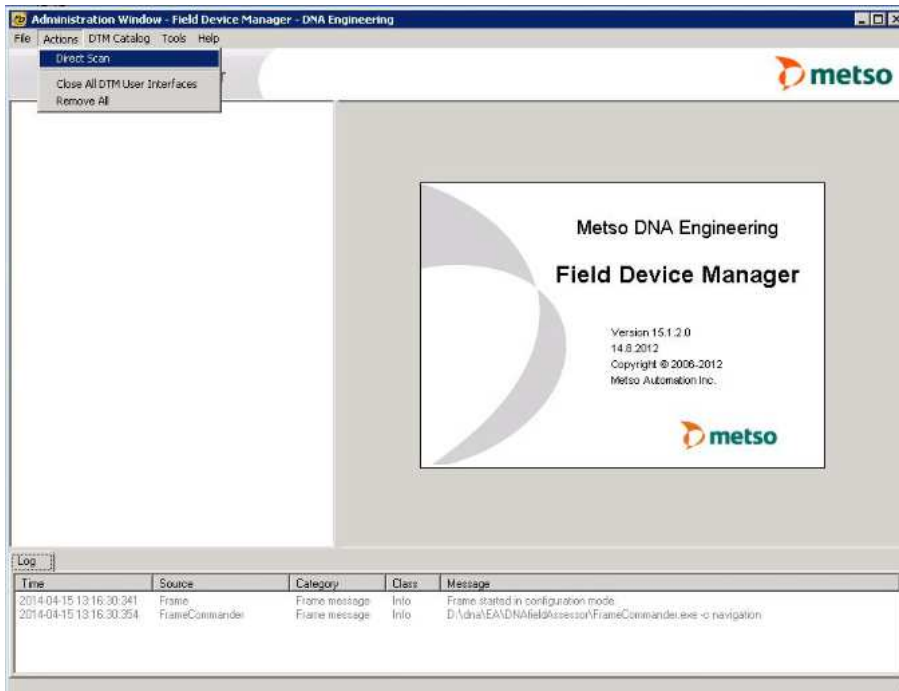 Administration Window - Field Device Manager - DNA Engineering
File Actions DTM Catalog Tools Help
Direct Scan
Close All DTM User Interfaces
Remove All
metso
Metso DNA Engineering
Field Device Manager
Version 15.1.2.0
14.8.2012
Copyright © 2006-2012
Metso Automation Inc.
metso
Log
Time Source Category Class Message
2014-04-15 13:16:30:341 Frame Frame message Info Frame started in configuration mode
2014-04-15 13:16:30:354 FrameCommander Frame message Info D:\dna\EA\DNAfieldAssessor\FrameCommander.exe -c navigation